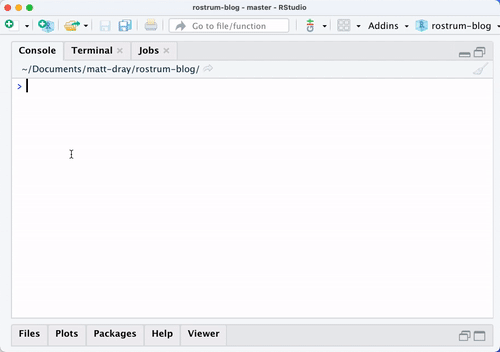 rostrum-blog - master - RStudio
Go to file/function Addins rostrum-blog
Console Terminal Jobs
~/Documents/matt-dray/rostrum-blog/
>
Files Plots Packages Help Viewer